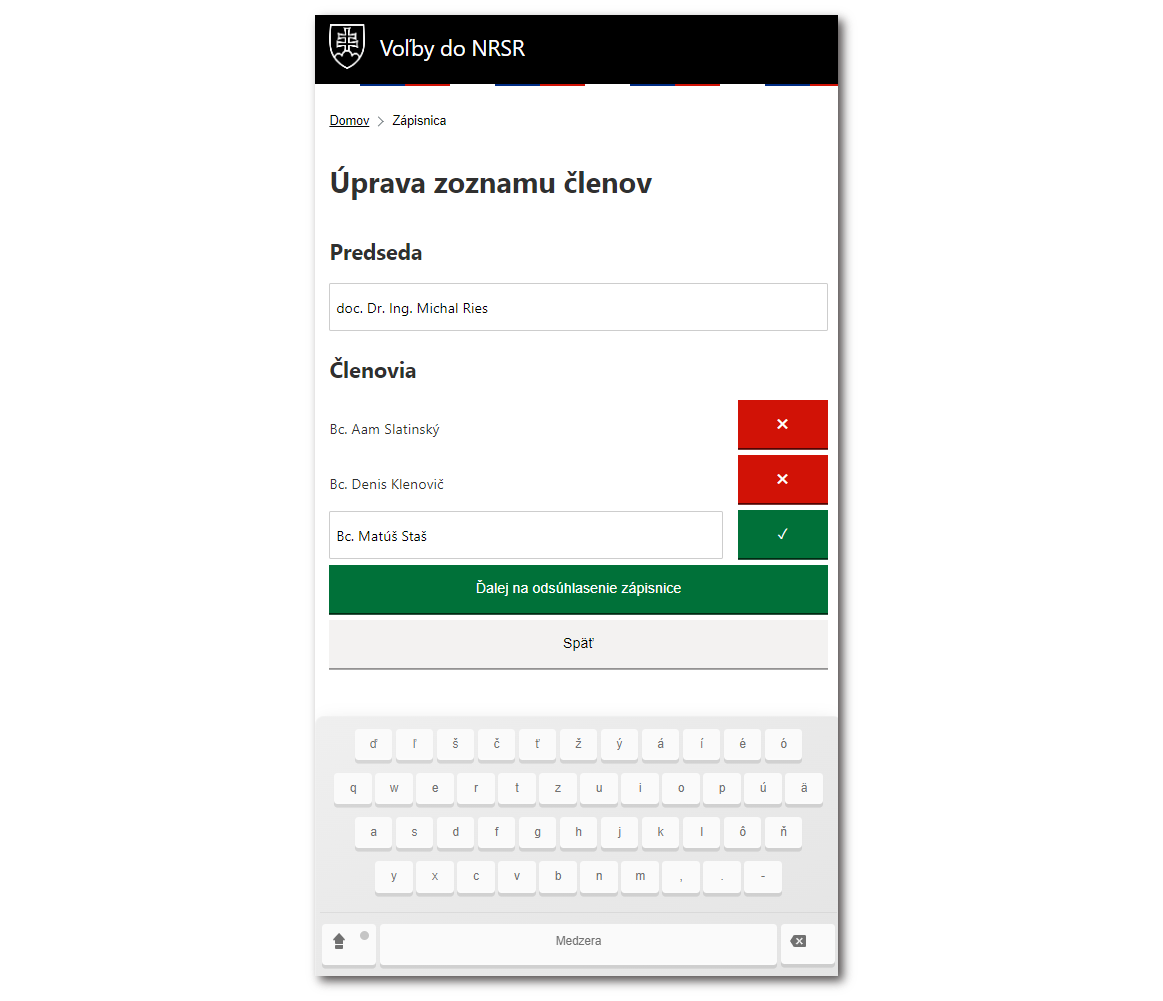 Voľby do NRSR
Domov > Zápisnica
Úprava zoznamu členov
Predseda
doc. Dr. Ing. Michal Ries
Členovia
Bc. Aam Slatinský
Bc. Denis Klenovič
Bc. Matúš Staš
Ďalej na odsúhlasenie zápisnice
Späť
ď ľ š č ť ž ý á í é ó
q w e r t z u i o p ú ä
a s d f g h j k l ô ň
y x c v b n m , . -
Medzera